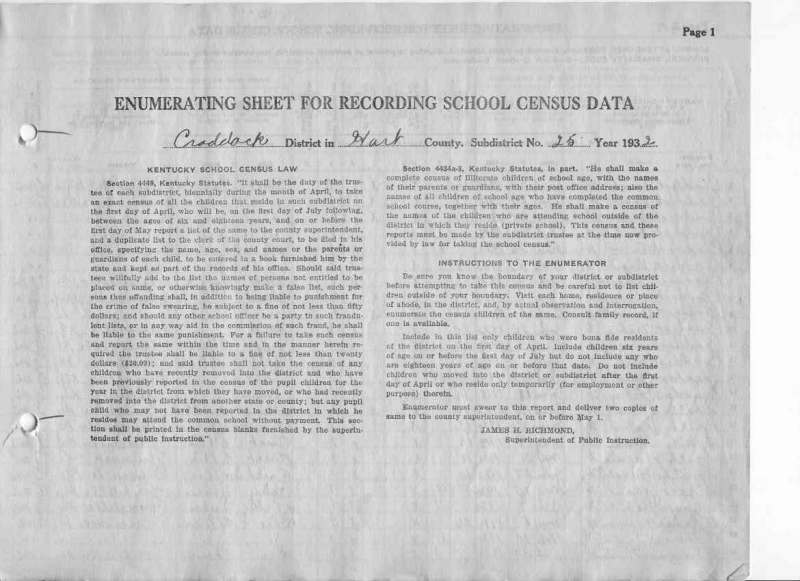 Page 1
ENUMERATING SHEET FOR RECORDING SCHOOL CENSUS DATA
Craddock District in Hart County. Subdistrict No. 25 Year 1932.
KENTUCKY SCHOOL CENSUS LAW
Section 4449, Kentucky Statutes. "It shall be the duty of the trus-
tee of each subdistrict, biennially during the month of April, to take
an exact census of all the children that reside in such subdistrict on
the first day of April, who will be, on the first day of July following,
between the ages of six and eighteen years, and on or before the
first day of May report a list of the same to the county superintendent,
and a duplicate list to the clerk of the county court, to be filed in his
office, specifying the name, age, sex, and names or the parents or
guardians of each child, to be entered in a book furnished him by the
state and kept as part of the records of his office. Should said trus-
tee willfully add to the list the names of persons not entitled to be
placed on same, or otherwise knowingly make a false list, such per-
sons thus offending shall, in addition to being liable to punishment for
the crime of false swearing, be subject to a fine of not less than fifty
dollars; and should any other school officer be a party to such fraudu-
lent lists, or in any way aid in the commission of such fraud, he shall
be liable to the same punishment. For a failure to take such census
and report the same within the time and in the manner herein re-
quired the trustee shall be liable to a fine of not less than twenty
dollars ($20.00); and said trustee shall not take the census of any
children who have recently removed into the district and who have
been previously reported in the census of the pupil children for the
year in the district from which they have moved, or who had recently
removed into the district from another state or county; but any pupil
child who may not have been reported in the district in which he
resides may attend the common school without payment. This sec-
tion shall be printed in the census blanks furnished by the superin-
tendent of public instruction."
Section 4434a-8, Kentucky Statutes, in part. "He shall make a
complete census of illiterate children of school age, with the names
of their parents or guardians, with their post office address; also the
names of all children of school age who have completed the common
school course, together with their ages. He shall make a census of
the names of the children who are attending school outside of the
district in which they reside (private school). This census and these
reports must be made by the subdistrict trustee at the time now pro-
vided by law for taking the school census."
INSTRUCTIONS TO THE ENUMERATOR
Be sure you know the boundary of your district or subdistrict
before attempting to take this census and be careful not to list chil-
dren outside of your boundary. Visit each home, residence or place
of abode, in the district, and, by actual observation and interrogation,
enumerate the census children of the same. Consult family record, if
one is available.
Include in this list only children who were bona fide residents
of the district on the first day of April. Include children six years
of age on or before the first day of July but do not include any who
are eighteen years of age on or before that date. Do not include
children who moved into the district or subdistrict after the first
day of April or who reside only temporarily (for employment or other
purpose) therein.
Enumerator must swear to this report and deliver two copies of
same to the county superintendent, on or before May 1.
JAMES H. RICHMOND,
Superintendent of Public Instruction.